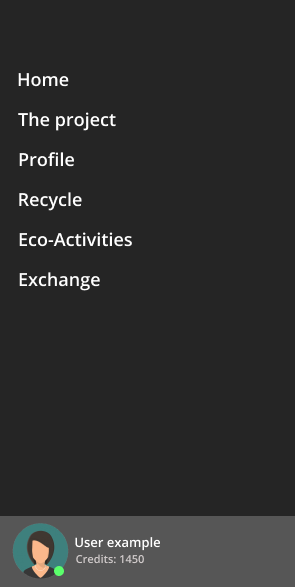 Home
The project
Profile
Recycle
Eco-Activities
Exchange
User example
Credits: 1450